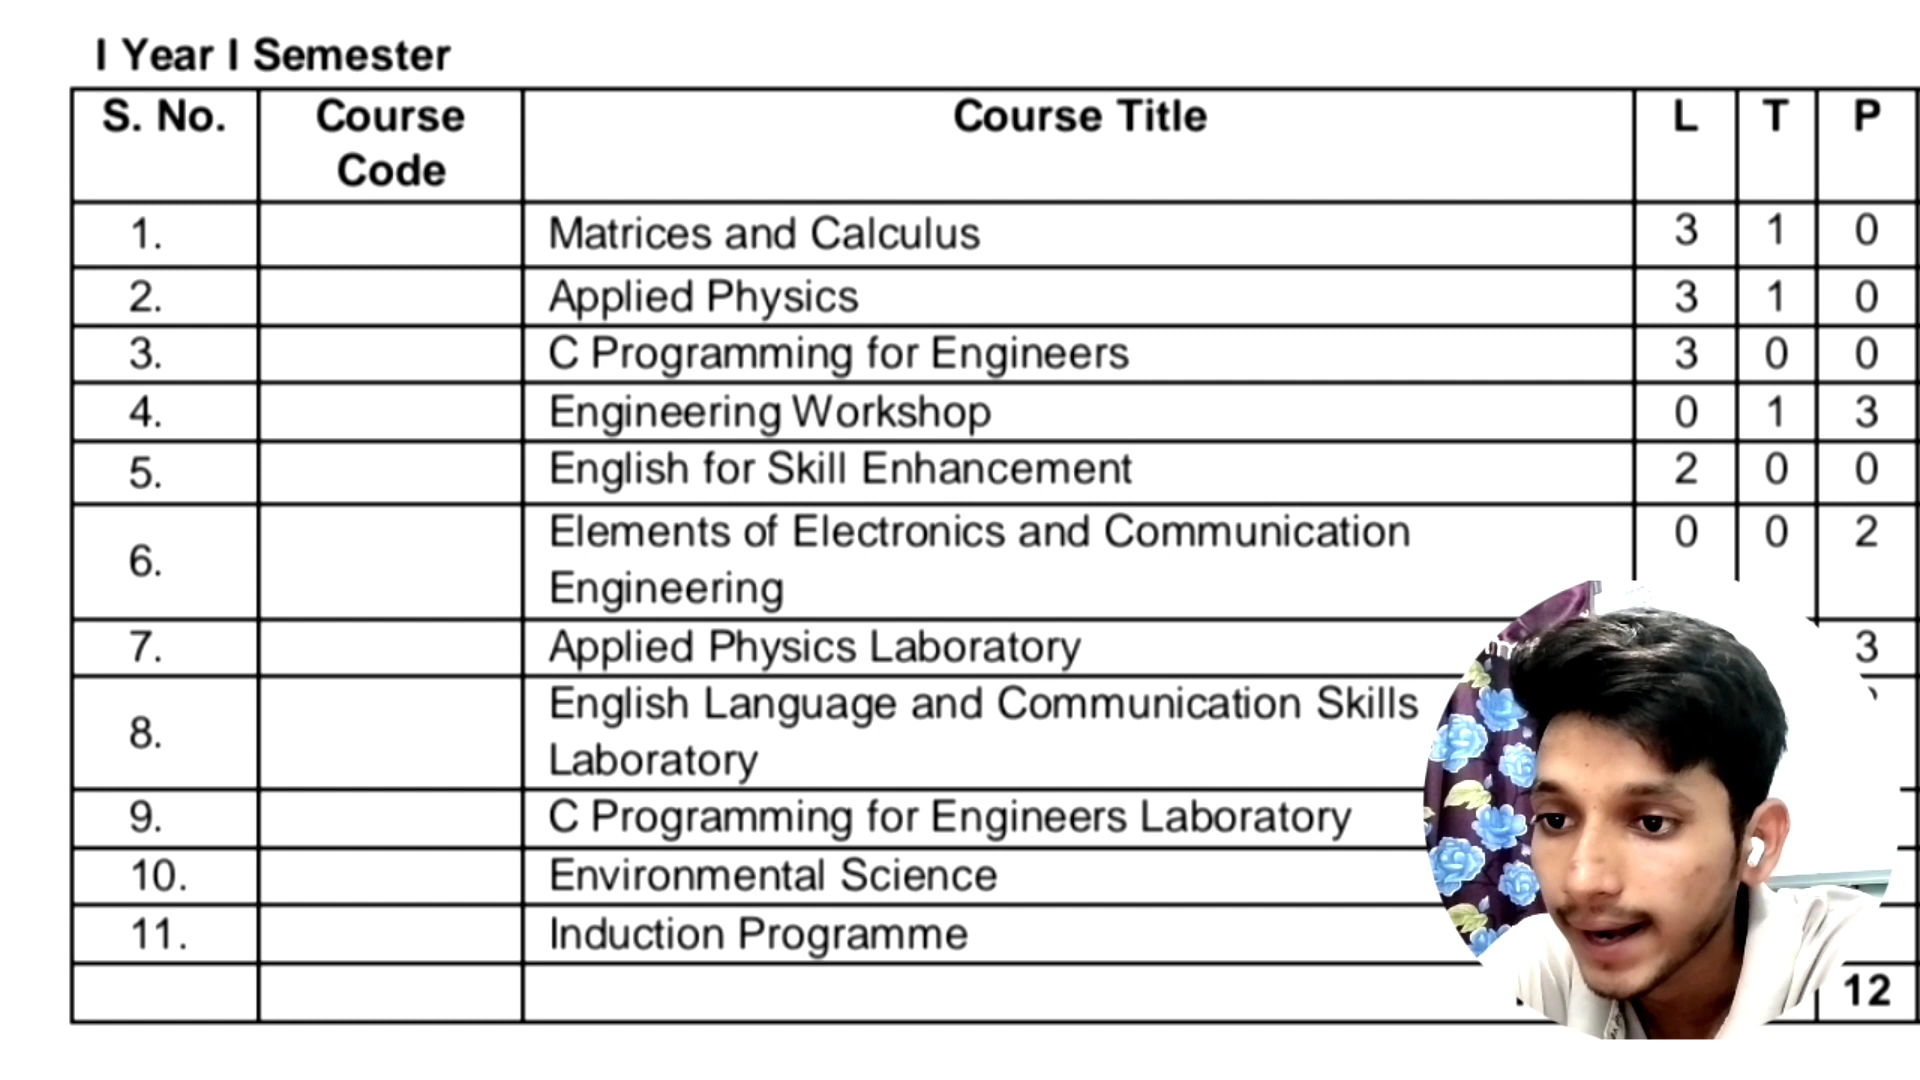 I Year I Semester
S. No. Course Code Course Title L T P
1. Matrices and Calculus 3 1 0
2. Applied Physics 3 1 0
3. C Programming for Engineers 3 0 0
4. Engineering Workshop 0 1 3
5. English for Skill Enhancement 2 0 0
6. Elements of Electronics and Communication 0 0 2
Engineering
7. Applied Physics Laboratory 3
8. English Language and Communication Skills
Laboratory
9. C Programming for Engineers Laboratory
10. Environmental Science
11. Induction Programme
12